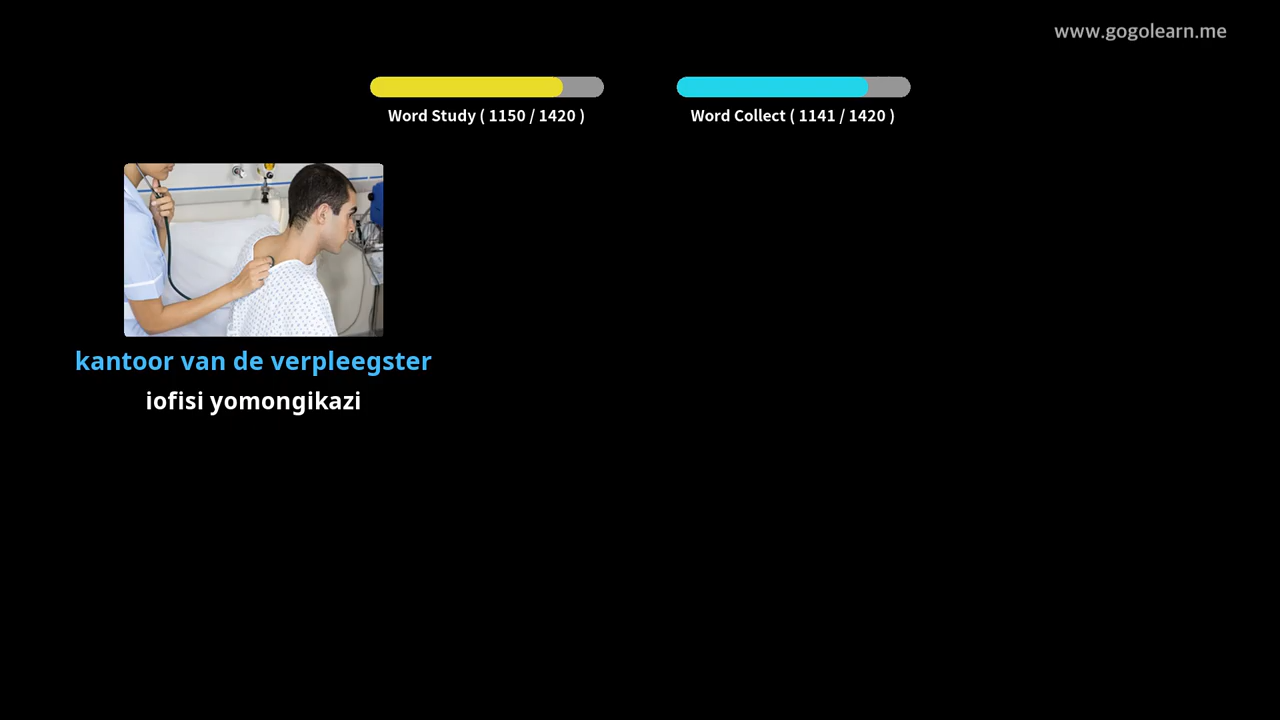 www.gogolearn.me
Word Study ( 1150 / 1420 )
Word Collect ( 1141 / 1420 )
kantoor van de verpleegster
iofisi yomongikazi